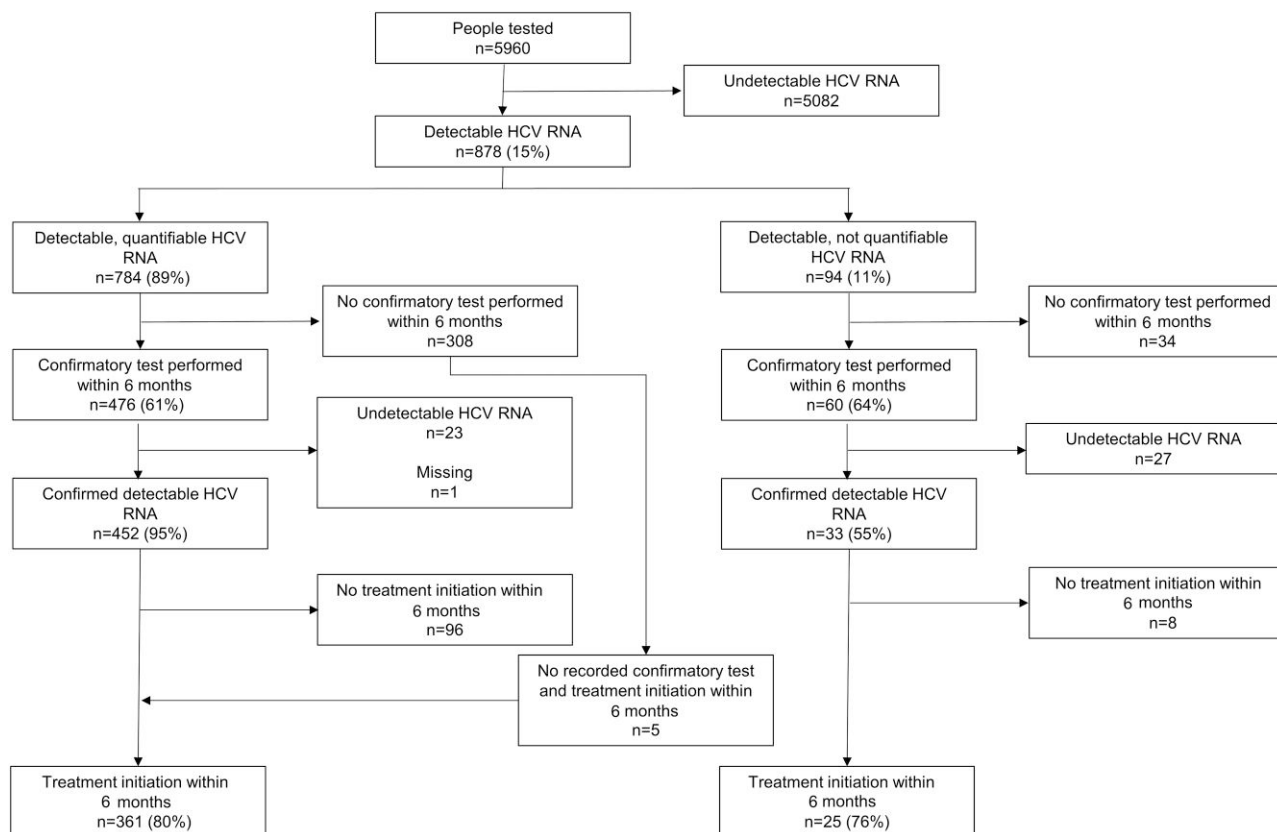 People tested
n=5960
Undetectable HCV RNA
n=5082
Detectable HCV RNA
n=878 (15%)
Detectable, quantifiable HCV
RNA
n=784 (89%)
Detectable, not quantifiable
HCV RNA
n=94 (11%)
No confirmatory test performed
within 6 months
n=308
No confirmatory test performed
within 6 months
n=34
Confirmatory test performed
within 6 months
n=476 (61%)
Confirmatory test performed
within 6 months
n=60 (64%)
Undetectable HCV RNA
n=23
Missing
n=1
Undetectable HCV RNA
n=27
Confirmed detectable HCV
RNA
n=452 (95%)
Confirmed detectable HCV
RNA
n=33 (55%)
No treatment initiation within
6 months
n=96
No treatment initiation within
6 months
n=8
No recorded confirmatory test
and treatment initiation within
6 months
n=5
Treatment initiation within
6 months
n=361 (80%)
Treatment initiation within
6 months
n=25 (76%)